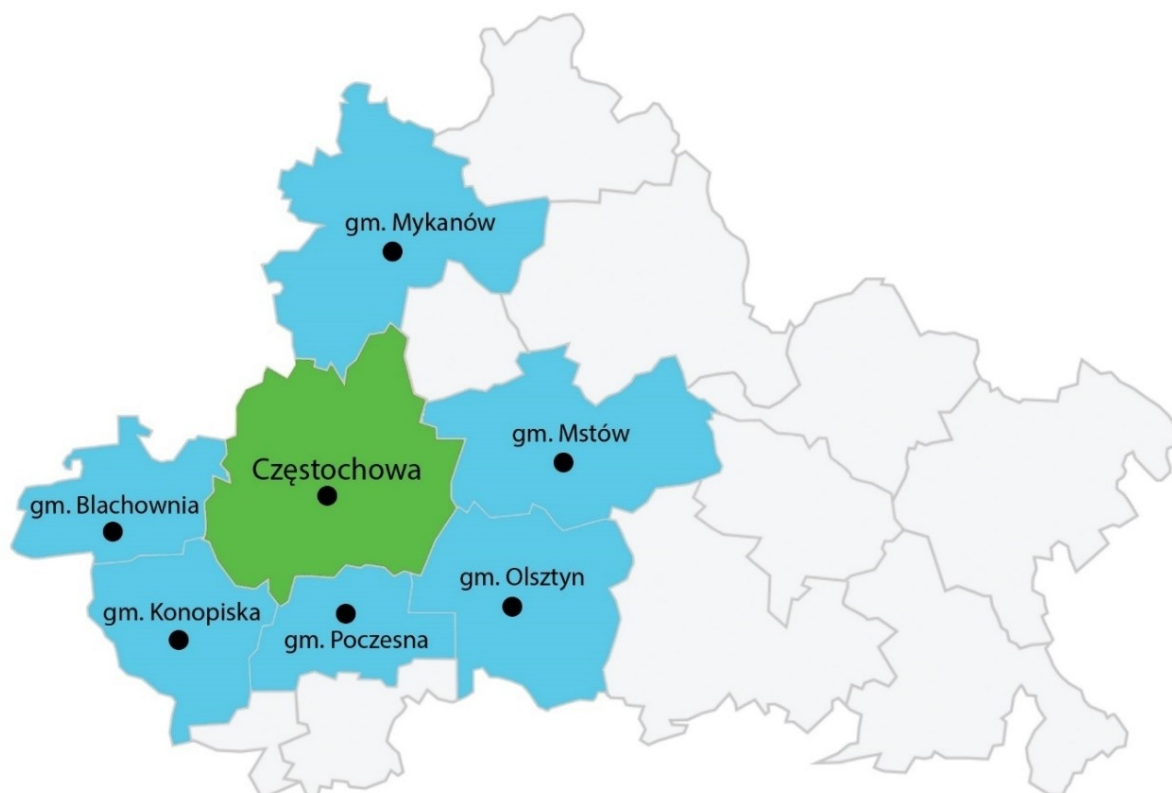 gm. Mykanów
gm. Mstów
Częstochowa
gm. Blachownia
gm. Olsztyn
gm. Konopiska
gm. Poczesna